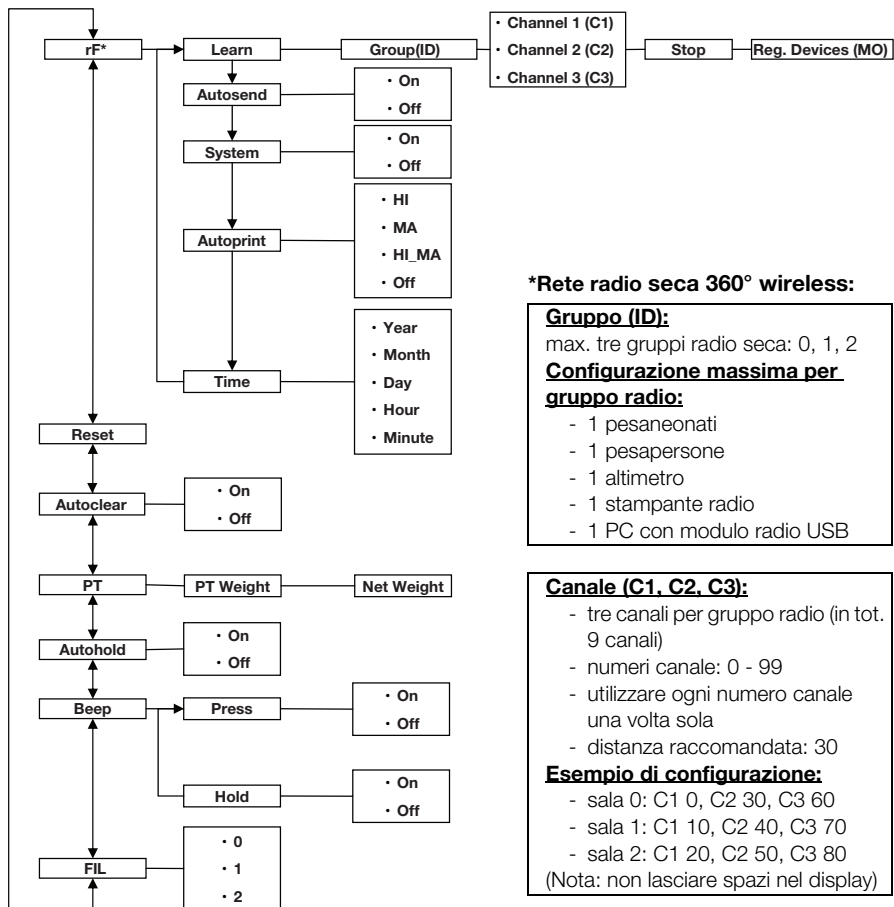 rF*
Learn
Group(ID)
· Channel 1 (C1)
· Channel 2 (C2)
· Channel 3 (C3)
Stop
Reg. Devices (MO)
Autosend
· On
· Off
System
· On
· Off
Autoprint
· HI
· MA
· HI_MA
· Off
Time
· Year
· Month
· Day
· Hour
· Minute
Reset
Autoclear
· On
· Off
PT
PT Weight
Net Weight
Autohold
· On
· Off
Beep
Press
· On
· Off
Hold
· On
· Off
FIL
· 0
· 1
· 2
*Rete radio seca 360° wireless:
Gruppo (ID):
max. tre gruppi radio seca: 0, 1, 2
Configurazione massima per
gruppo radio:
- 1 pesaneonati
- 1 pesapersone
- 1 altimetro
- 1 stampante radio
- 1 PC con modulo radio USB
Canale (C1, C2, C3):
- tre canali per gruppo radio (in tot.
9 canali)
- numeri canale: 0 - 99
- utilizzare ogni numero canale
una volta sola
- distanza raccomandata: 30
Esempio di configurazione:
- sala 0: C1 0, C2 30, C3 60
- sala 1: C1 10, C2 40, C3 70
- sala 2: C1 20, C2 50, C3 80
(Nota: non lasciare spazi nel display)